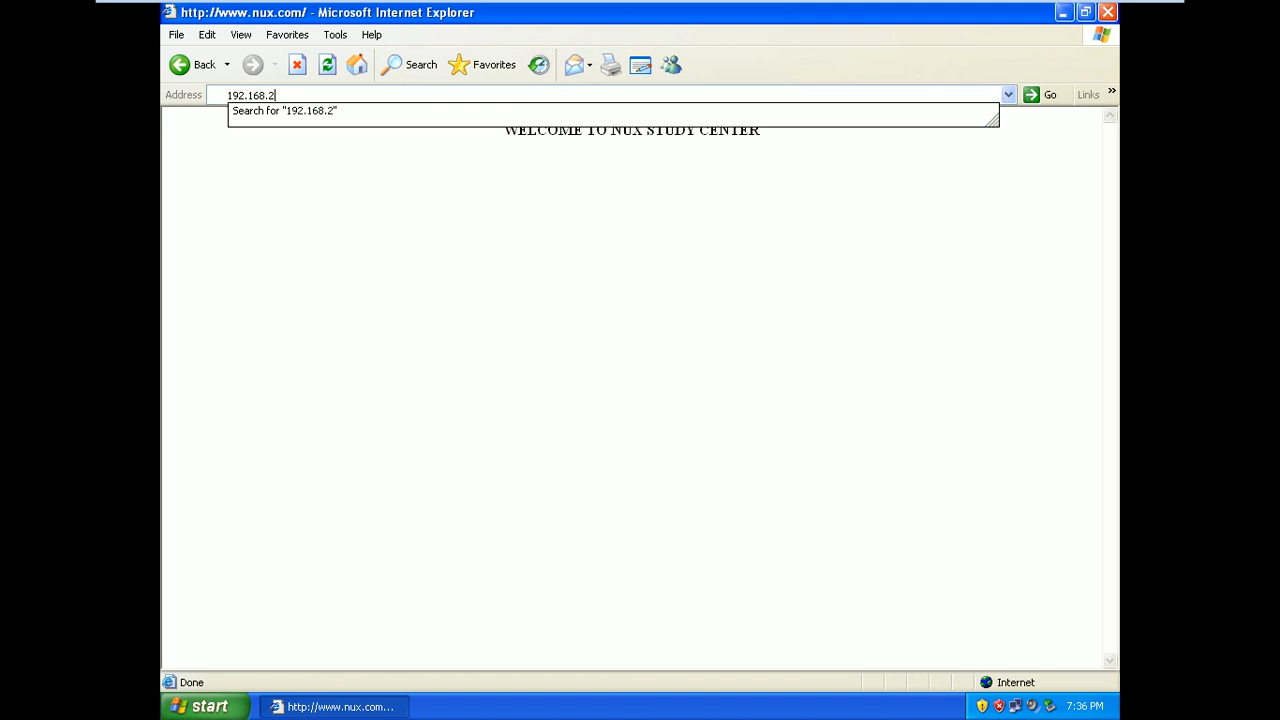 http://www.nux.com/ - Microsoft Internet Explorer
File Edit View Favorites Tools Help
Back Search Favorites
Address 192.168.2 Go Links »
Search for "192.168.2"
WELCOME TO NUX STUDY CENTER
Done Internet
start http://www.nux.com... 7:36 PM